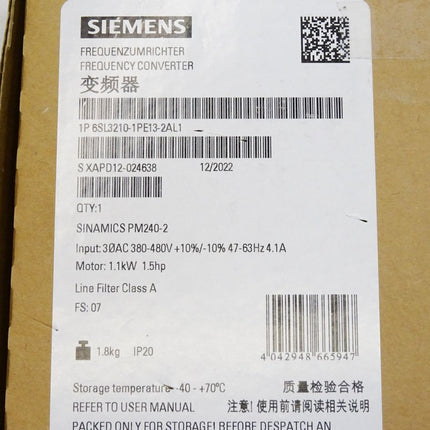 SIEMENS
FREQUENZUMRICHTER
FREQUENCY CONVERTER
变频器
1P 6SL3210-1PE13-2AL1
S XAPD12-024638 12/2022
QTY:1
SINAMICS PM240-2
Input: 3ØAC 380-480V +10%/-10% 47-63Hz 4.1A
Motor: 1.1kW 1.5hp
Line Filter Class A
FS: 07
1.8kg IP20
4 042948 665947
Storage temperature -40 - +70°C 质量检验合格
REFER TO USER MANUAL 注意! 使用前请阅读相关说明
PACKED ONLY FOR STORAGE! BEFORE DESPATCH AN